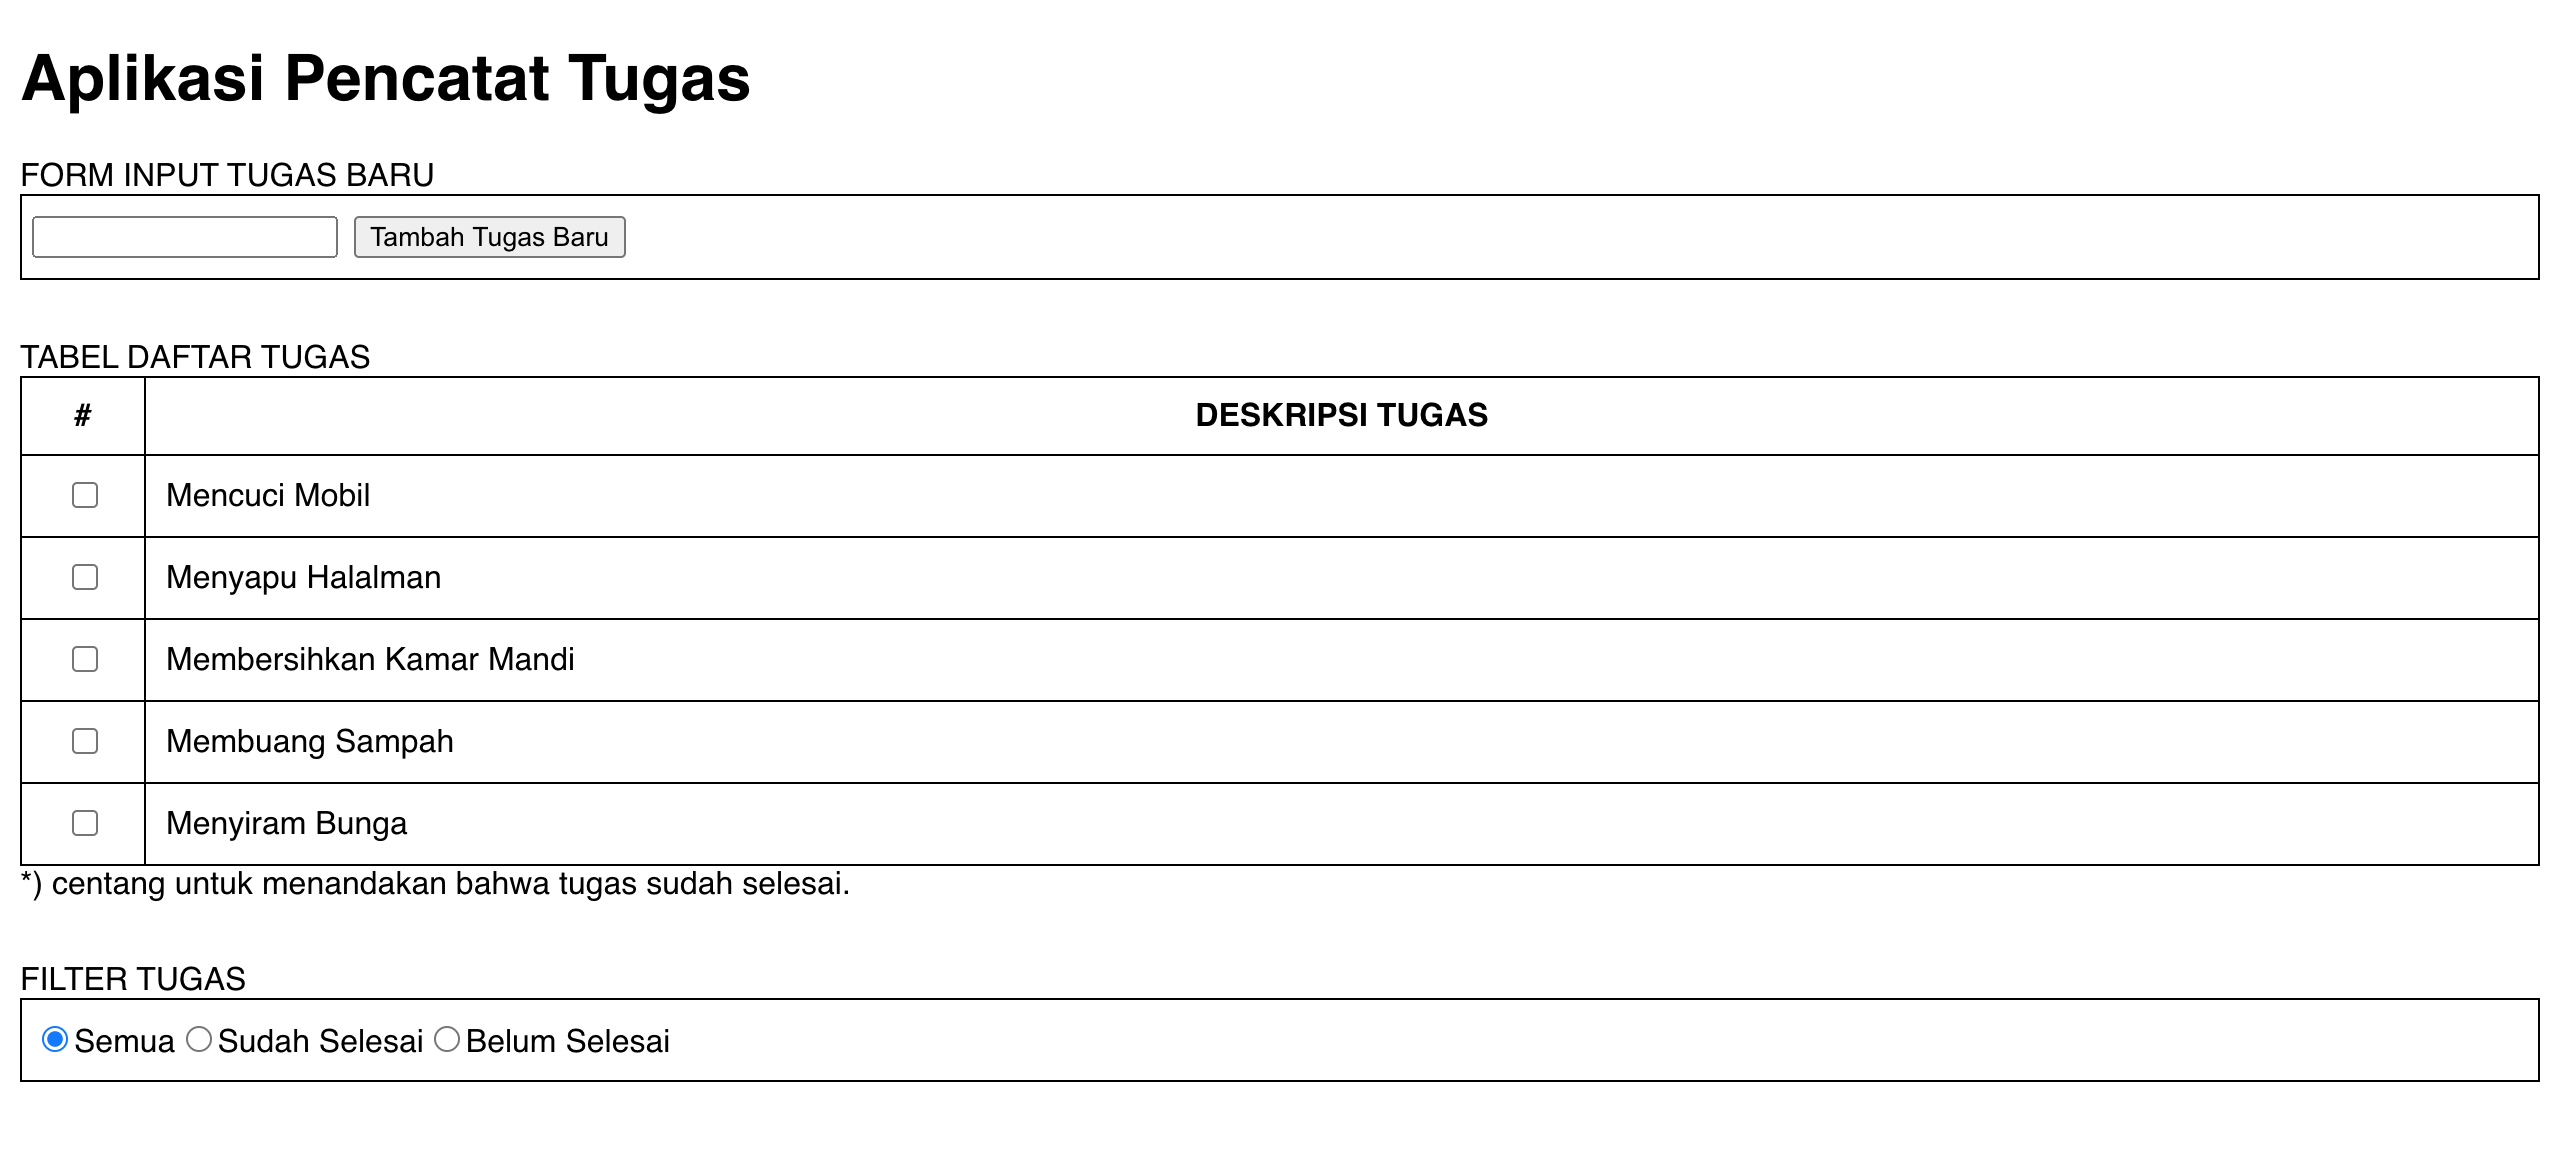 Aplikasi Pencatat Tugas
FORM INPUT TUGAS BARU
Tambah Tugas Baru
TABEL DAFTAR TUGAS
# DESKRIPSI TUGAS
Mencuci Mobil
Menyapu Halalman
Membersihkan Kamar Mandi
Membuang Sampah
Menyiram Bunga
*) centang untuk menandakan bahwa tugas sudah selesai.
FILTER TUGAS
Semua Sudah Selesai Belum Selesai